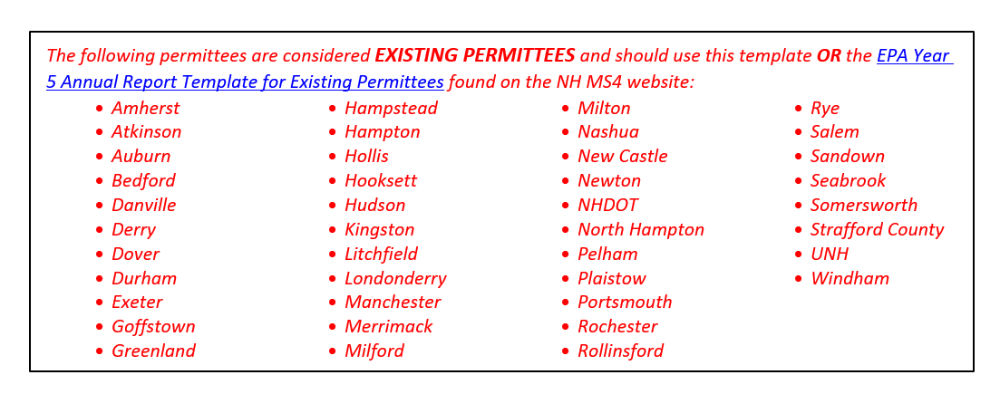 The following permittees are considered EXISTING PERMITTEES and should use this template OR the EPA Year
5 Annual Report Template for Existing Permittees found on the NH MS4 website:
• Amherst
• Atkinson
• Auburn
• Bedford
• Danville
• Derry
• Dover
• Durham
• Exeter
• Goffstown
• Greenland
• Hampstead
• Hampton
• Hollis
• Hooksett
• Hudson
• Kingston
• Litchfield
• Londonderry
• Manchester
• Merrimack
• Milford
• Milton
• Nashua
• New Castle
• Newton
• NHDOT
• North Hampton
• Pelham
• Plaistow
• Portsmouth
• Rochester
• Rollinsford
• Rye
• Salem
• Sandown
• Seabrook
• Somersworth
• Strafford County
• UNH
• Windham